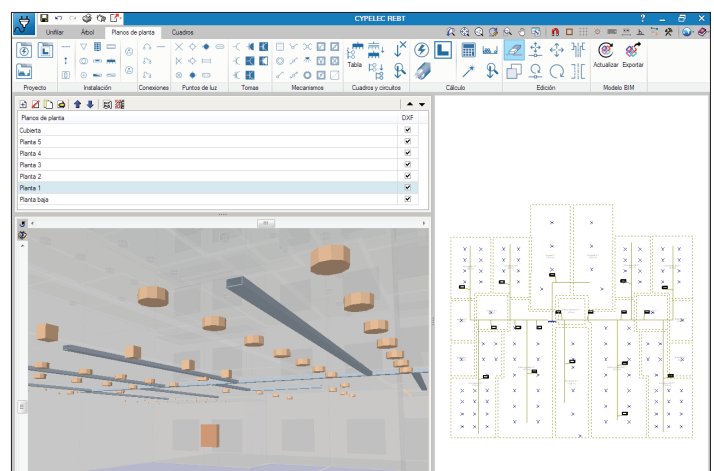 CYPELEC REBT
Unifilar Árbol Planos de planta Cuadros
Tabla
Actualizar Exportar
Proyecto Instalación Conexiones Puntos de luz Tomas Mecanismos Cuadros y circuitos Cálculo Edición Modelo BIM
Planos de planta DXF
Cubierta
Planta 5
Planta 4
Planta 3
Planta 2
Planta 1
Planta baja